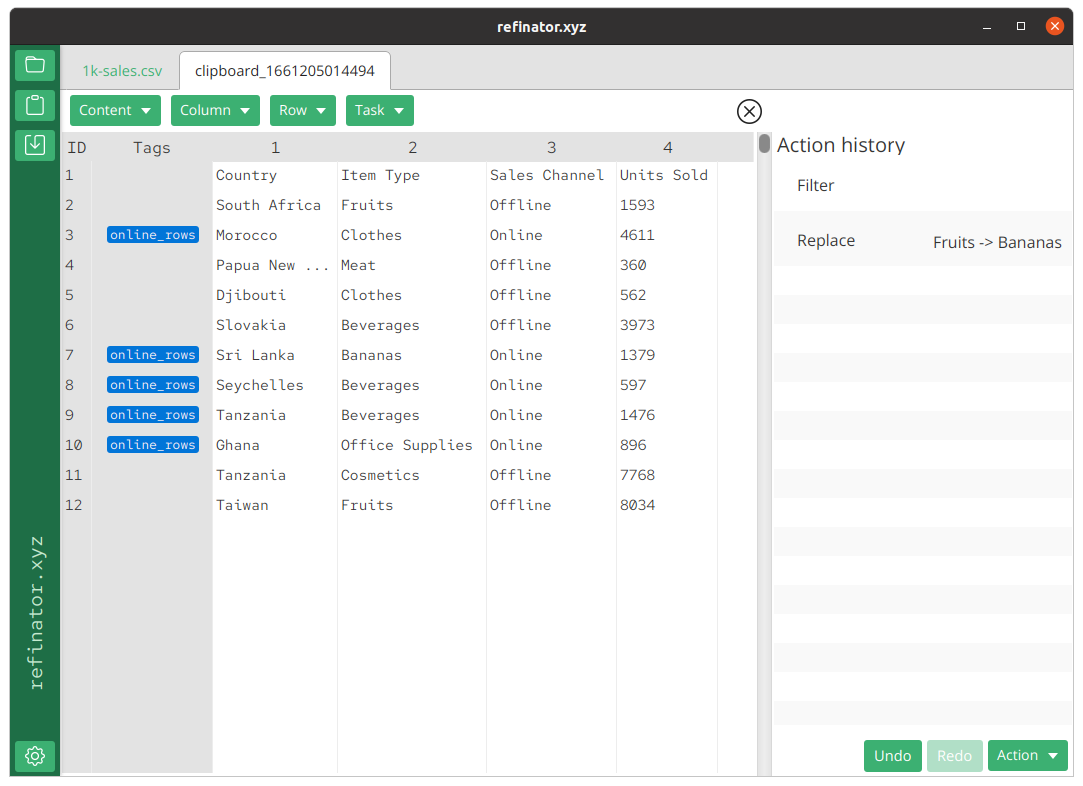 refinator.xyz
1k-sales.csv clipboard_1661205014494
Content Column Row Task
ID Tags 1 2 3 4
1 Country Item Type Sales Channel Units Sold
2 South Africa Fruits Offline 1593
3 online_rows Morocco Clothes Online 4611
4 Papua New ... Meat Offline 360
5 Djibouti Clothes Offline 562
6 Slovakia Beverages Offline 3973
7 online_rows Sri Lanka Bananas Online 1379
8 online_rows Seychelles Beverages Online 597
9 online_rows Tanzania Beverages Online 1476
10 online_rows Ghana Office Supplies Online 896
11 Tanzania Cosmetics Offline 7768
12 Taiwan Fruits Offline 8034
Action history
Filter
Replace Fruits -> Bananas
refinator.xyz
Undo Redo Action